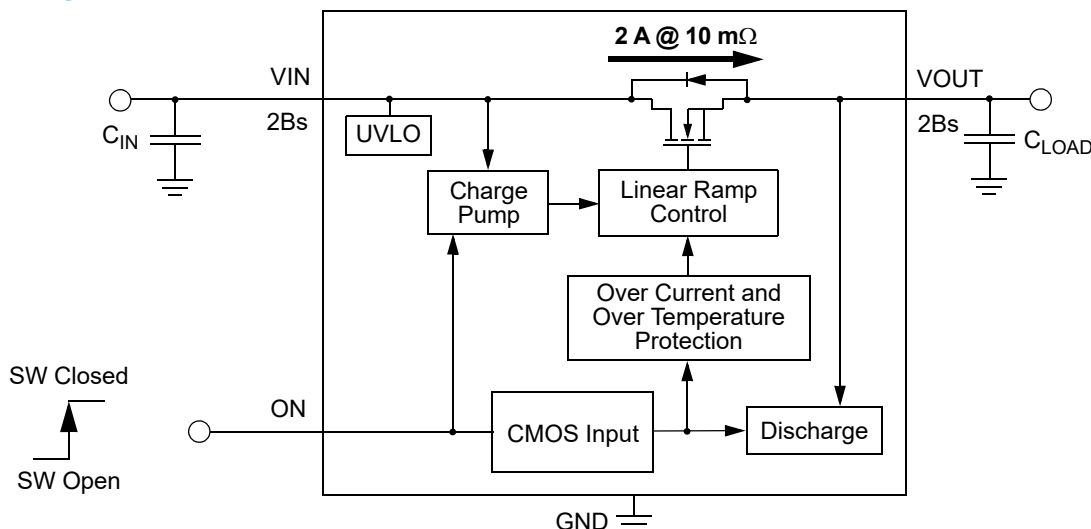 2 A @ 10 mΩ
VIN
VOUT
2Bs
2Bs
CIN
CLOAD
UVLO
Charge
Pump
Linear Ramp
Control
Over Current and
Over Temperature
Protection
SW Closed
ON
CMOS Input
Discharge
SW Open
GND